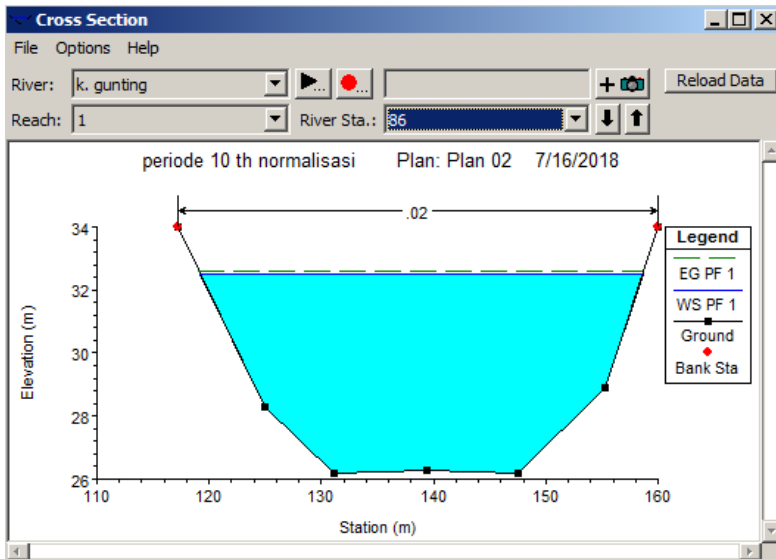 Cross Section
File Options Help
River: k. gunting Reload Data
Reach: 1 River Sta.: 86
periode 10 th normalisasi Plan: Plan 02 7/16/2018
.02
34
32
30
28
26
Elevation (m)
110 120 130 140 150 160
Station (m)
Legend
EG PF 1
WS PF 1
Ground
Bank Sta